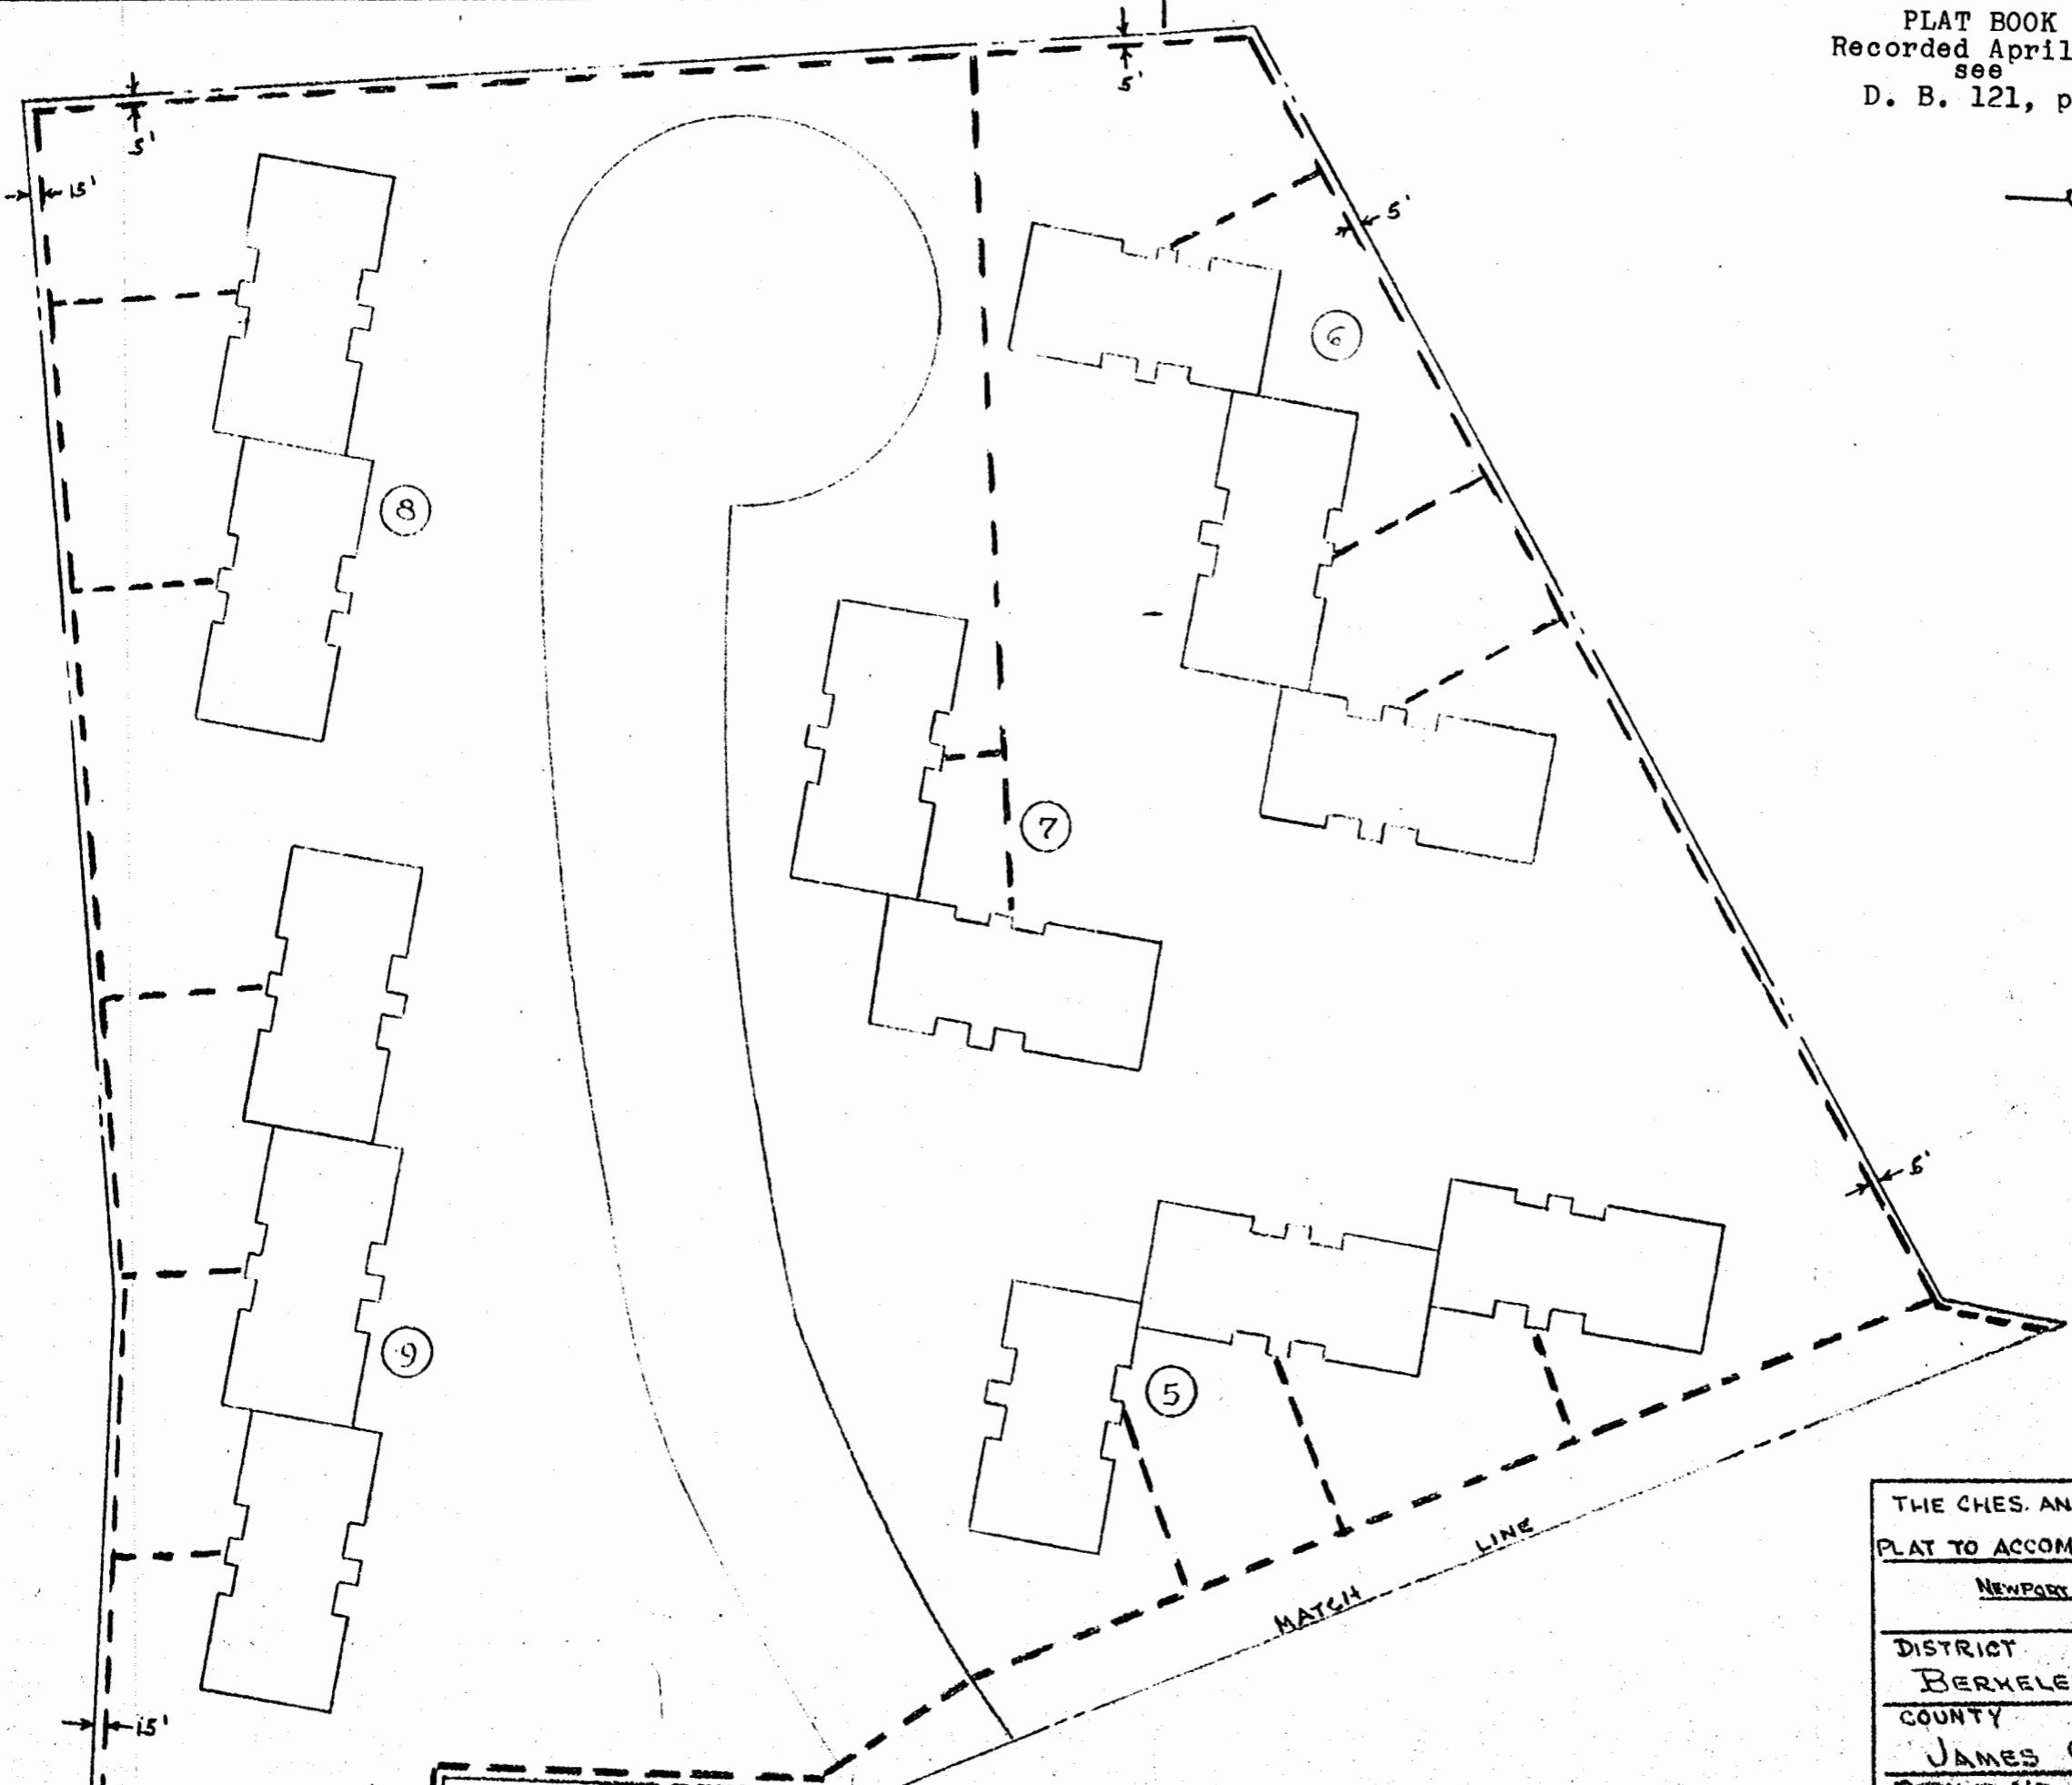 PLAT BOOK
Recorded April
see
D. B. 121, p
5'
5'
15'
5'
6
8
7
5'
9
5
MATCH LINE
15'
THE CHES. AN
PLAT TO ACCOM
NEWPORT
DISTRICT
BERKELE
COUNTY
JAMES